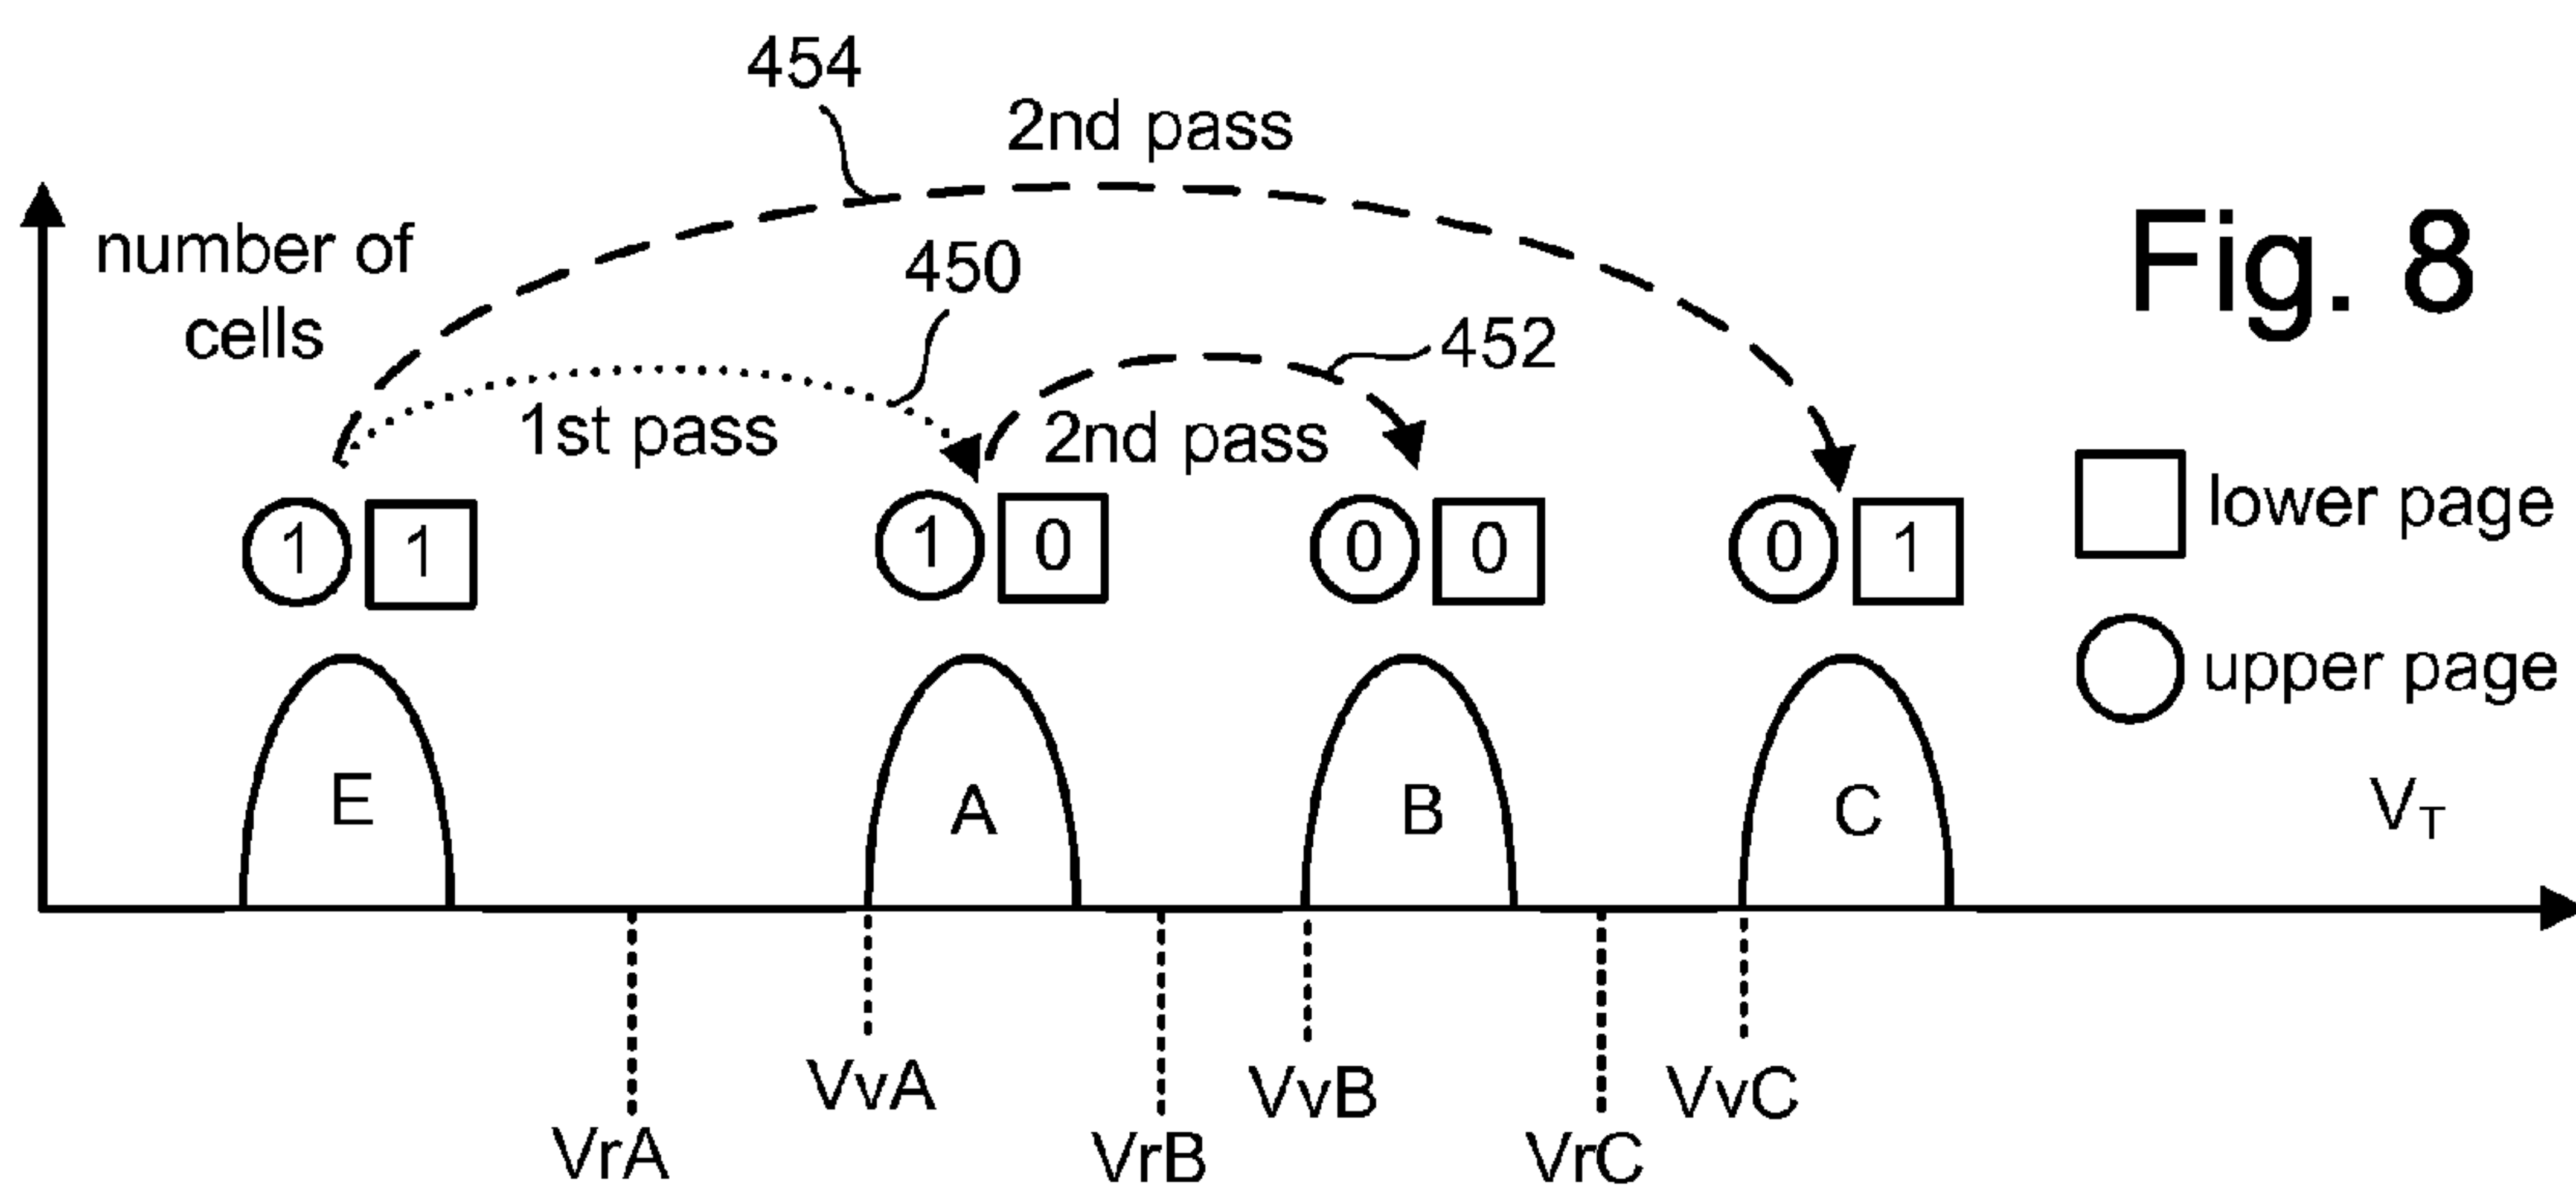 454
2nd pass
Fig. 8
number of
cells
450
452
1st pass
2nd pass
lower page
upper page
1 1
1 0
0 0
0 1
E
A
B
C
VT
VvA
VvB
VvC
VrA
VrB
VrC